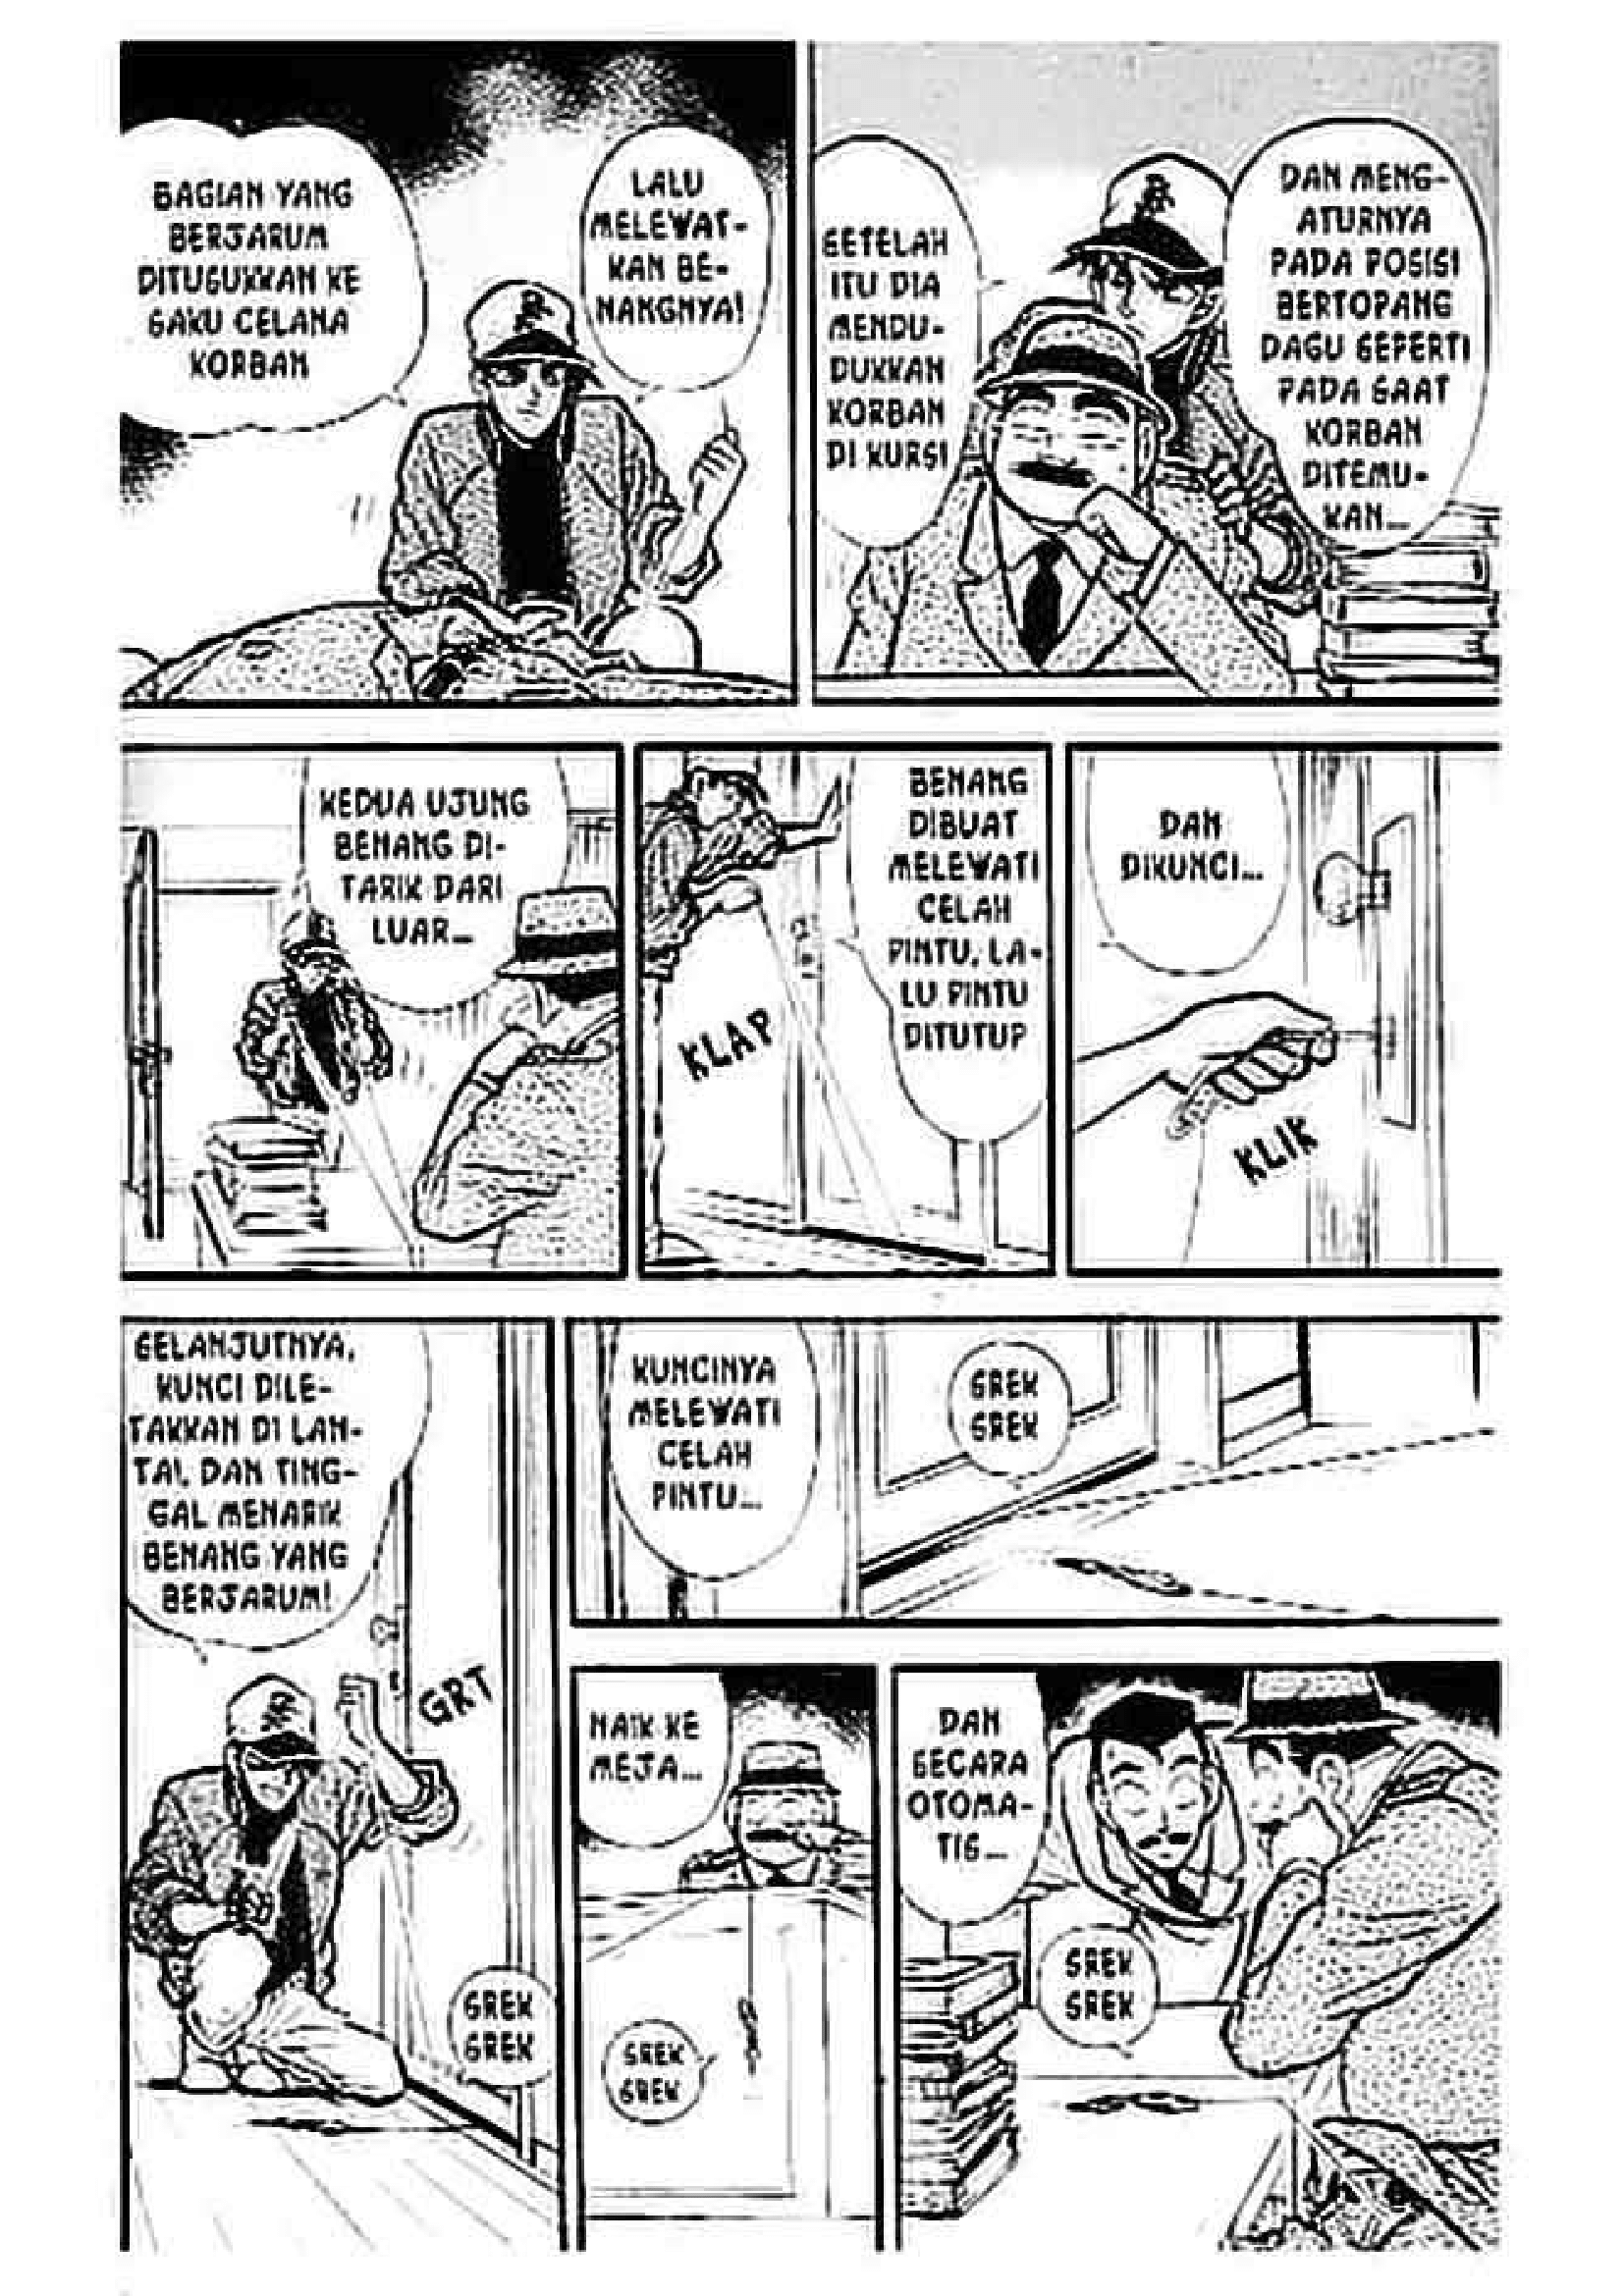 BAGIAN YANG
BERJARUM
DITUSUKKAN KE
SAKU CELANA
KORBAN
LALU
MELEWAT-
KAN BE-
NANGNYA!
SETELAH
ITU DIA
MENDU-
DUKKAN
KORBAN
DI KURSI
DAN MENG-
ATURNYA
PADA POSISI
BERTOPANG
DAGU SEPERTI
PADA SAAT
KORBAN
DITEMU-
KAN...
KEDUA UJUNG
BENANG DI-
TARIK DARI
LUAR...
BENANG
DIBUAT
MELEWATI
CELAH
PINTU, LA-
LU PINTU
DITUTUP
KLAP
DAN
DIKUNCI...
KLIK
SELANJUTNYA,
KUNCI DILE-
TAKKAN DI LAN-
TAI, DAN TING-
GAL MENARIK
BENANG YANG
BERJARUM!
GRT
SREK
SREK
KUNCINYA
MELEWATI
CELAH
PINTU...
SREK
SREK
NAIK KE
MEJA...
SREK
SREK
DAN
SECARA
OTOMA-
TIS...
SREK
SREK